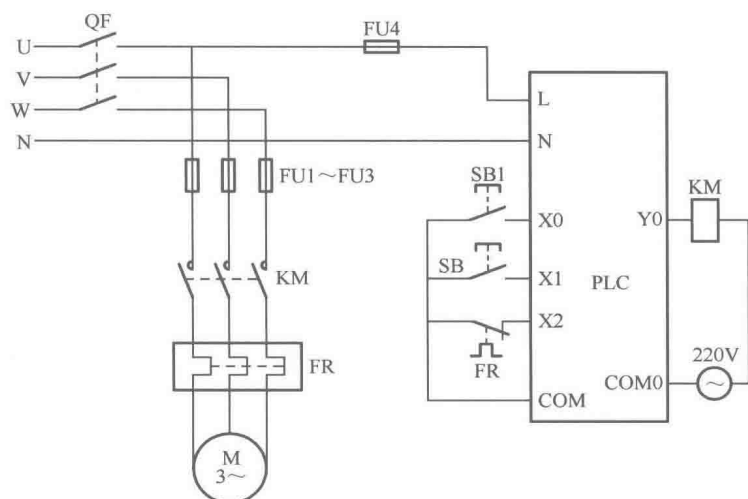 QF
U
V
W
N
FU4
FU1～FU3
KM
FR
M
3～
L
N
SB1
X0
SB
X1
X2
FR
COM
PLC
Y0
KM
220V
COM0
～